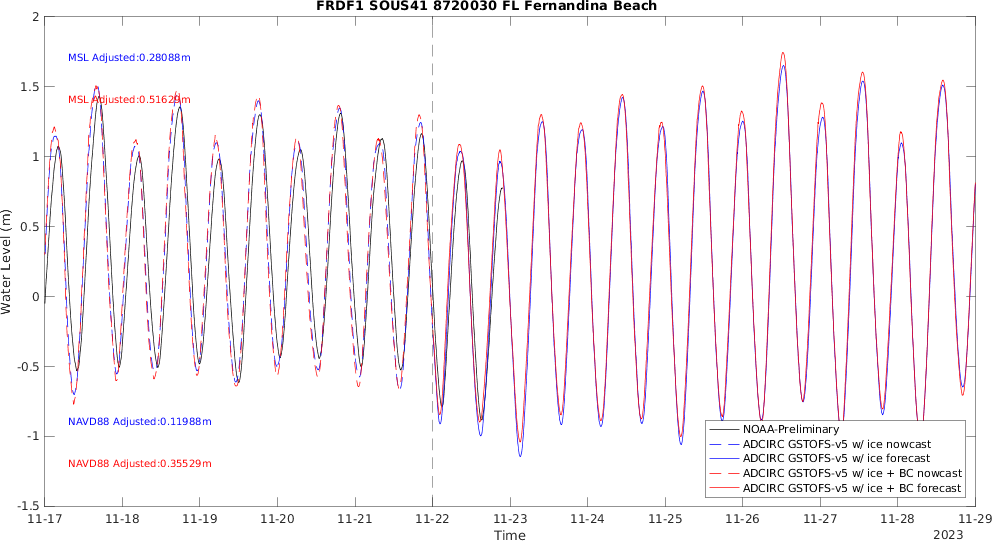 FRDF1 SOUS41 8720030 FL Fernandina Beach
2
MSL Adjusted:0.28088m
1.5
MSL Adjusted:0.51629m
1
0.5
Water Level (m)
0
-0.5
NAVD88 Adjusted:0.11988m
-1
NAVD88 Adjusted:0.35529m
-1.5
NOAA-Preliminary
ADCIRC GSTOFS-v5 w/ ice nowcast
ADCIRC GSTOFS-v5 w/ ice forecast
ADCIRC GSTOFS-v5 w/ ice + BC nowcast
ADCIRC GSTOFS-v5 w/ ice + BC forecast
11-17 11-18 11-19 11-20 11-21 11-22 11-23 11-24 11-25 11-26 11-27 11-28 11-29
Time
2023